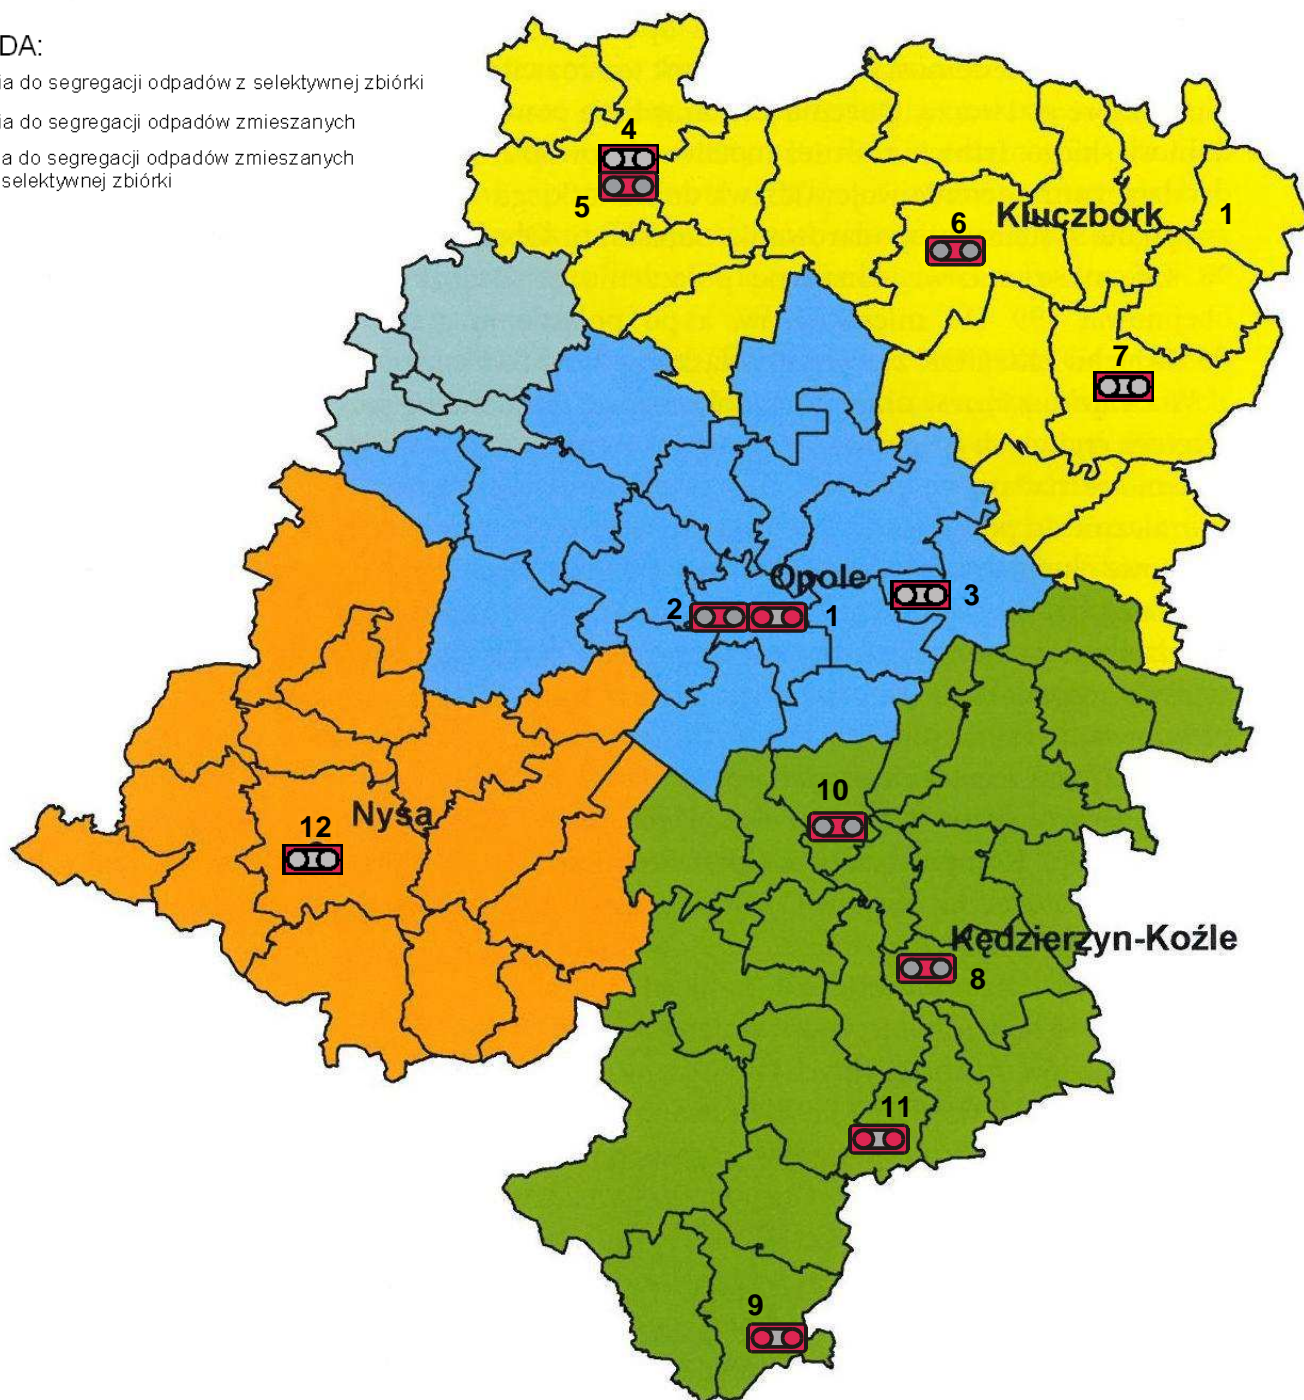 DA:
ia do segregacji odpadów z selektywnej zbiórki
ia do segregacji odpadów zmieszanych
a do segregacji odpadów zmieszanych
selektywnej zbiórki
4
5
6
Kluczbork
1
7
Opole
2
1
3
10
12
Nysa
Kędzierzyn-Koźle
8
11
9